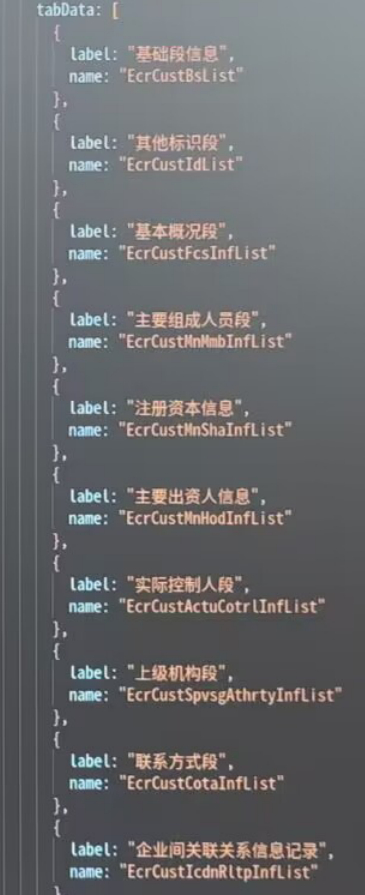 tabData: [
{
label: "基础段信息",
name: "EcrCustBsList"
},
{
label: "其他标识段",
name: "EcrCustIdList"
},
{
label: "基本概况段",
name: "EcrCustFcsInfList"
},
{
label: "主要组成人员段",
name: "EcrCustMnMmbInfList"
},
{
label: "注册资本信息",
name: "EcrCustMnShaInfList"
},
{
label: "主要出资人信息",
name: "EcrCustMnHodInfList"
},
{
label: "实际控制人段",
name: "EcrCustActuCotrlInfList"
},
{
label: "上级机构段",
name: "EcrCustSpvsgAthrtyInfList"
},
{
label: "联系方式段",
name: "EcrCustCotaInfList"
},
{
label: "企业间关联关系信息记录",
name: "EcrCustIcdnRltpInfList"
}